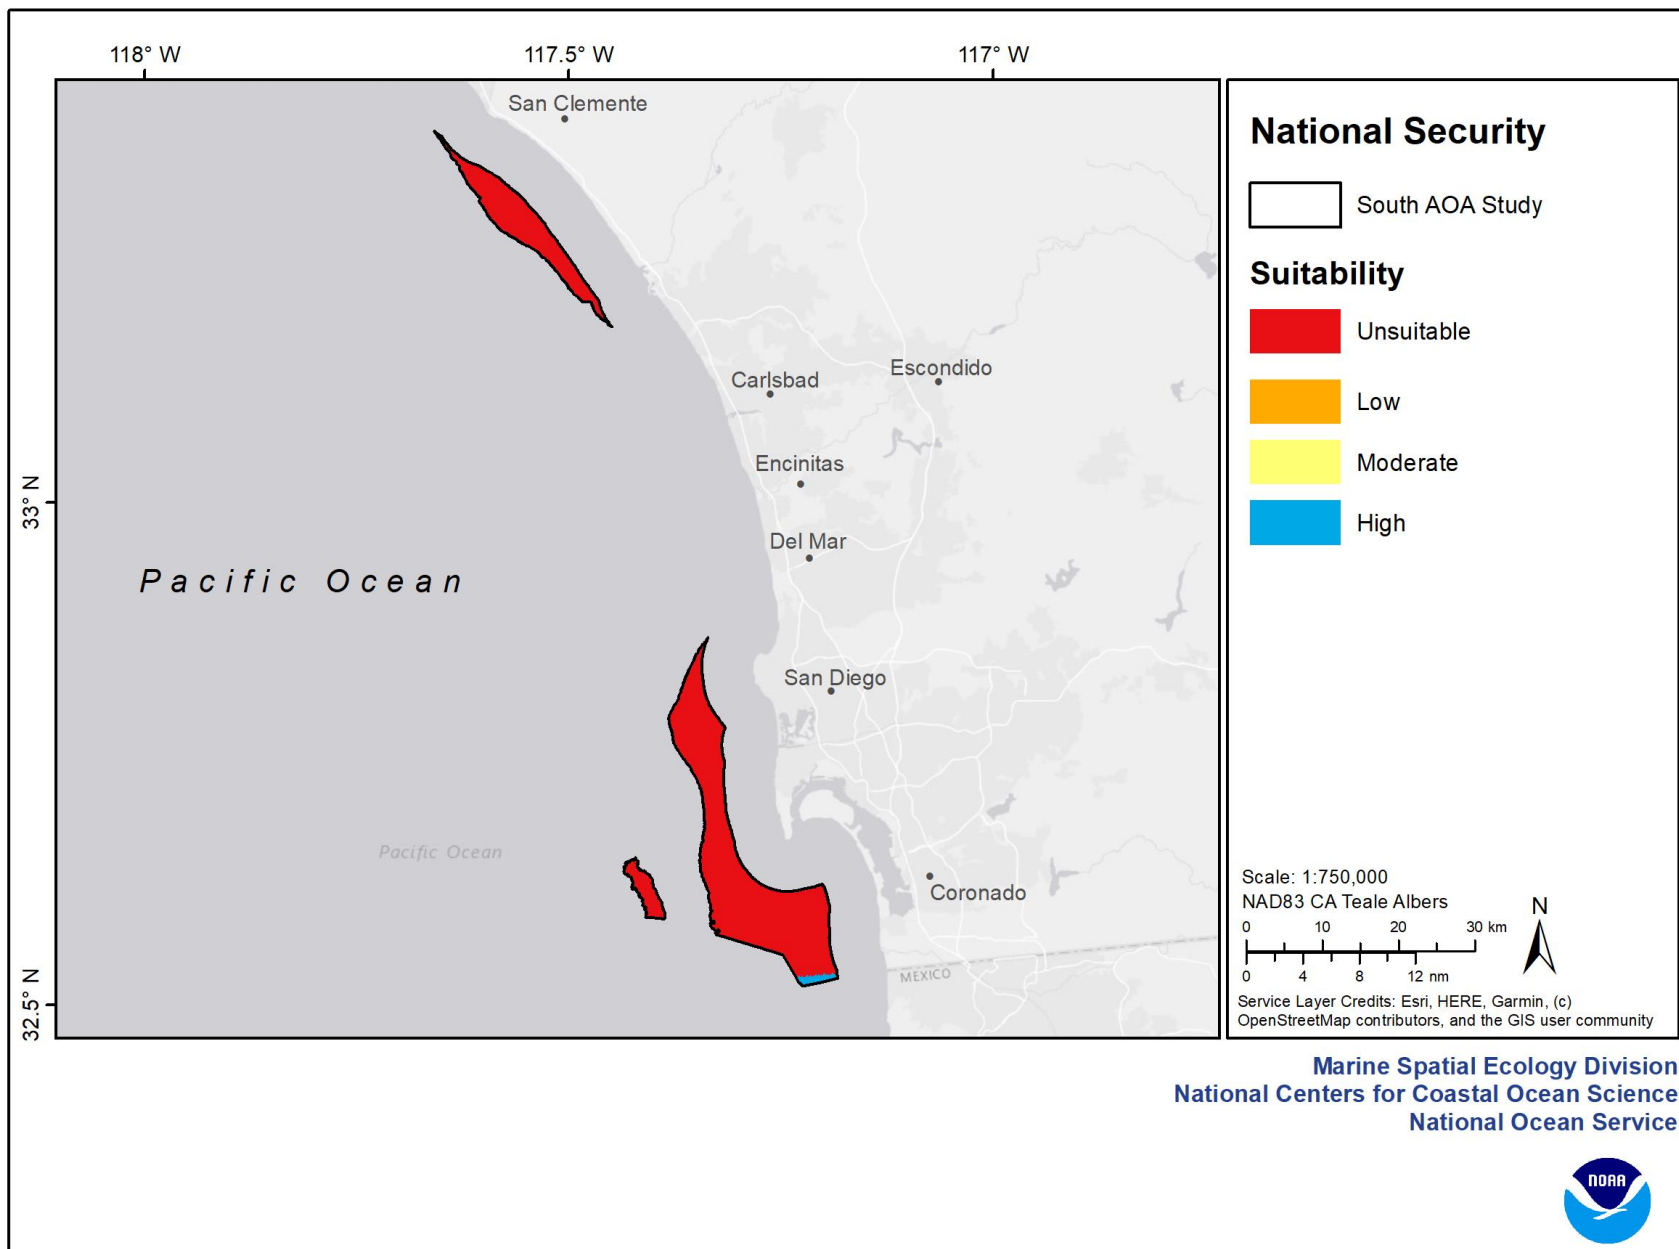 118° W
117.5° W
117° W
33° N
32.5° N
San Clemente
Carlsbad
Escondido
Encinitas
Del Mar
Pacific Ocean
San Diego
Pacific Ocean
Coronado
MEXICO
National Security
South AOA Study
Suitability
Unsuitable
Low
Moderate
High
Scale: 1:750,000
NAD83 CA Teale Albers
0 10 20 30 km
0 4 8 12 nm
N
Service Layer Credits: Esri, HERE, Garmin, (c)
OpenStreetMap contributors, and the GIS user community
Marine Spatial Ecology Division
National Centers for Coastal Ocean Science
National Ocean Service
NOAA